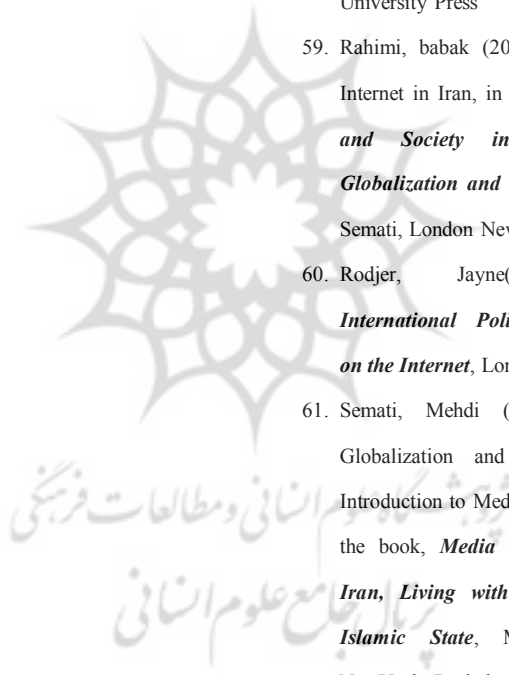 University Press
59. Rahimi, babak (20
Internet in Iran, in
and Society in
Globalization and
Semati, London Nev
60. Rodjer, Jayne(
International Poli
on the Internet, Lon
61. Semati, Mehdi (
Globalization and
Introduction to Med
پژوهشگاه علوم انسانی و مطالعات فرهنگی
the book, Media
Iran, Living with
پرتال جامع علوم انسانی
Islamic State, M